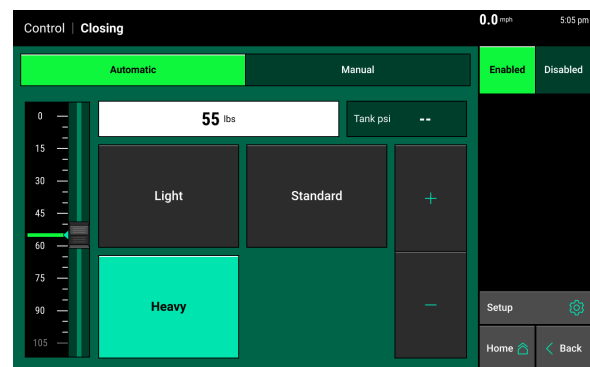 Control | Closing
0.0 mph
5:05 pm
Automatic
Manual
Enabled
Disabled
55 lbs
Tank psi
--
0
15
30
45
60
75
90
105
Light
Standard
+
Heavy
−
Setup
Home
Back